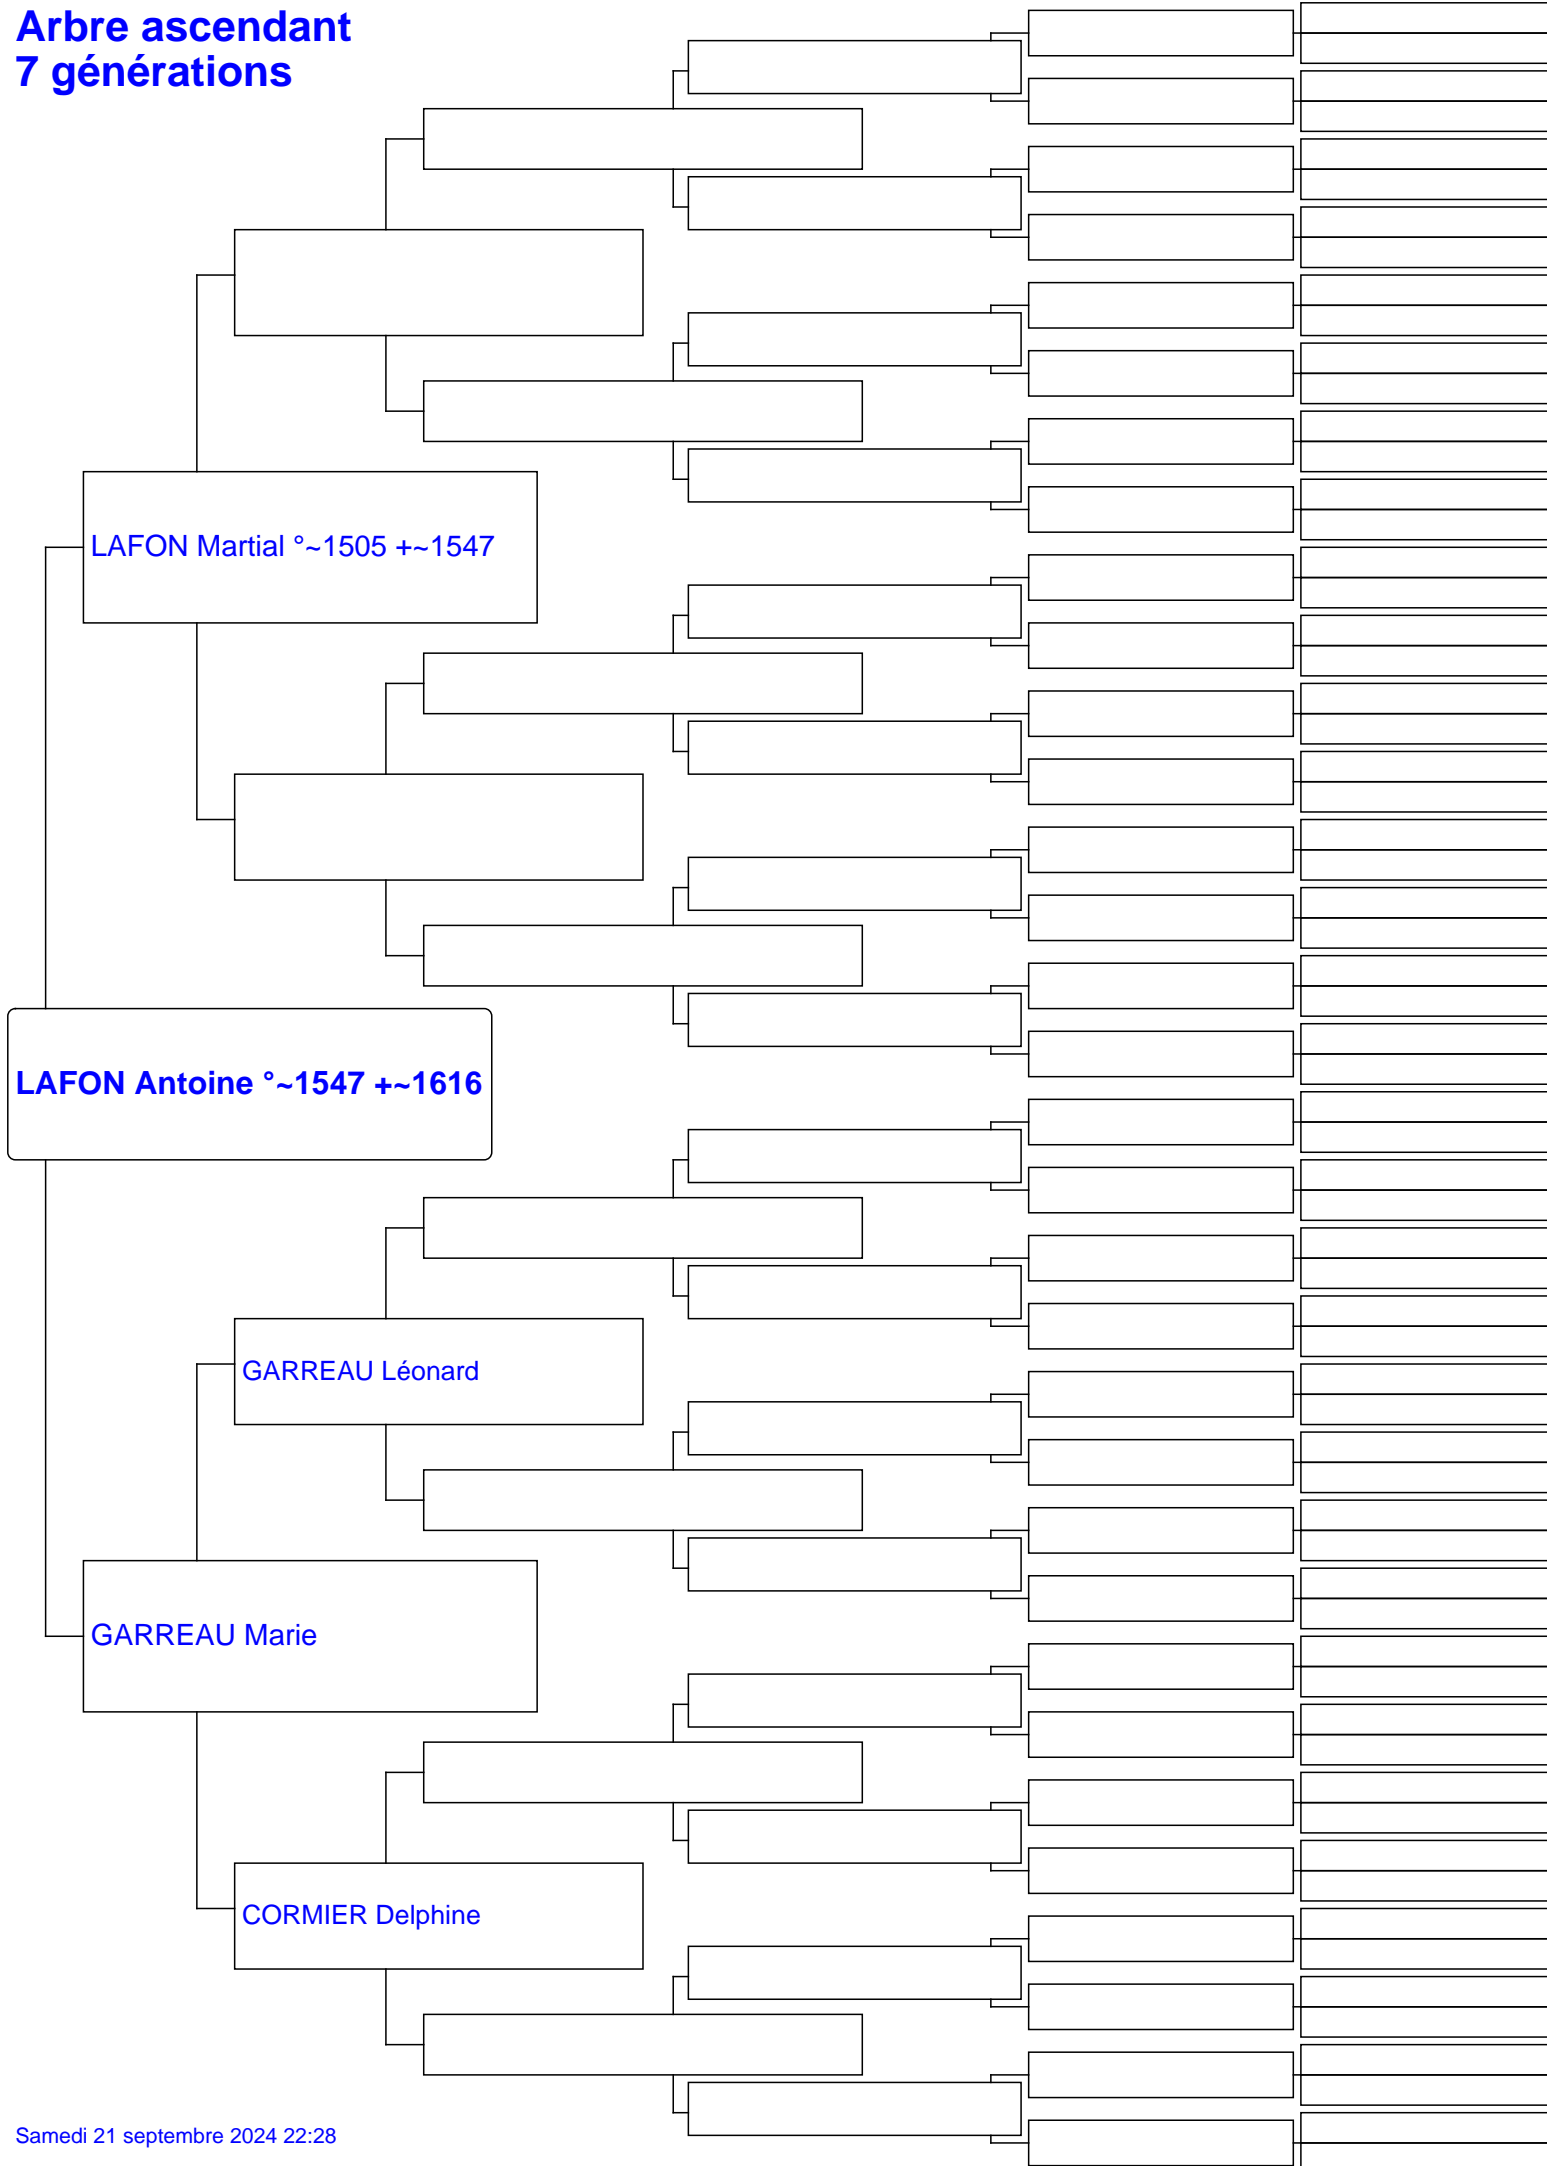 Arbre ascendant
7 générations
LAFON Martial °~1505 +~1547
LAFON Antoine °~1547 +~1616
GARREAU Léonard
GARREAU Marie
CORMIER Delphine
Samedi 21 septembre 2024 22:28